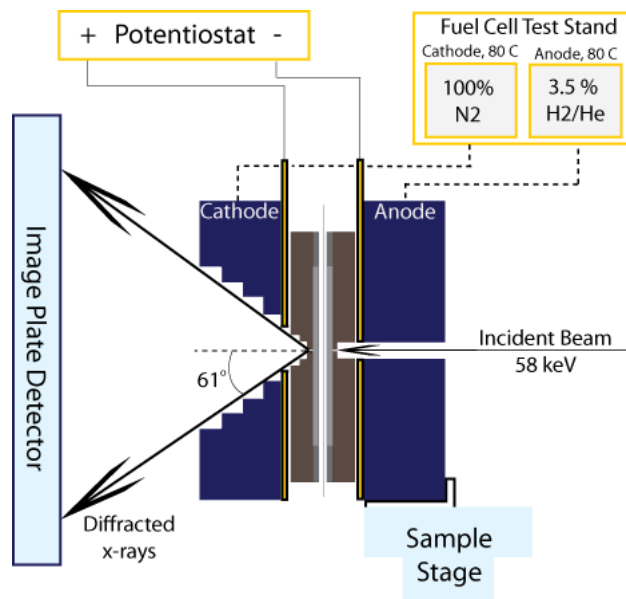 + Potentiostat -
Fuel Cell Test Stand
Cathode, 80 C
Anode, 80 C
100%
N2
3.5 %
H2/He
Cathode
Anode
Image Plate Detector
Incident Beam
58 keV
61°
Diffracted
x-rays
Sample
Stage